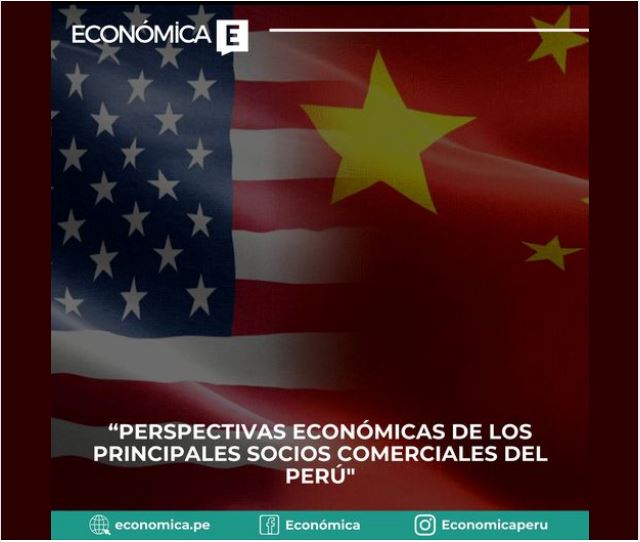 ECONÓMICA E
“PERSPECTIVAS ECONÓMICAS DE LOS
PRINCIPALES SOCIOS COMERCIALES DEL
PERÚ"
economica.pe Económica Economicaperu